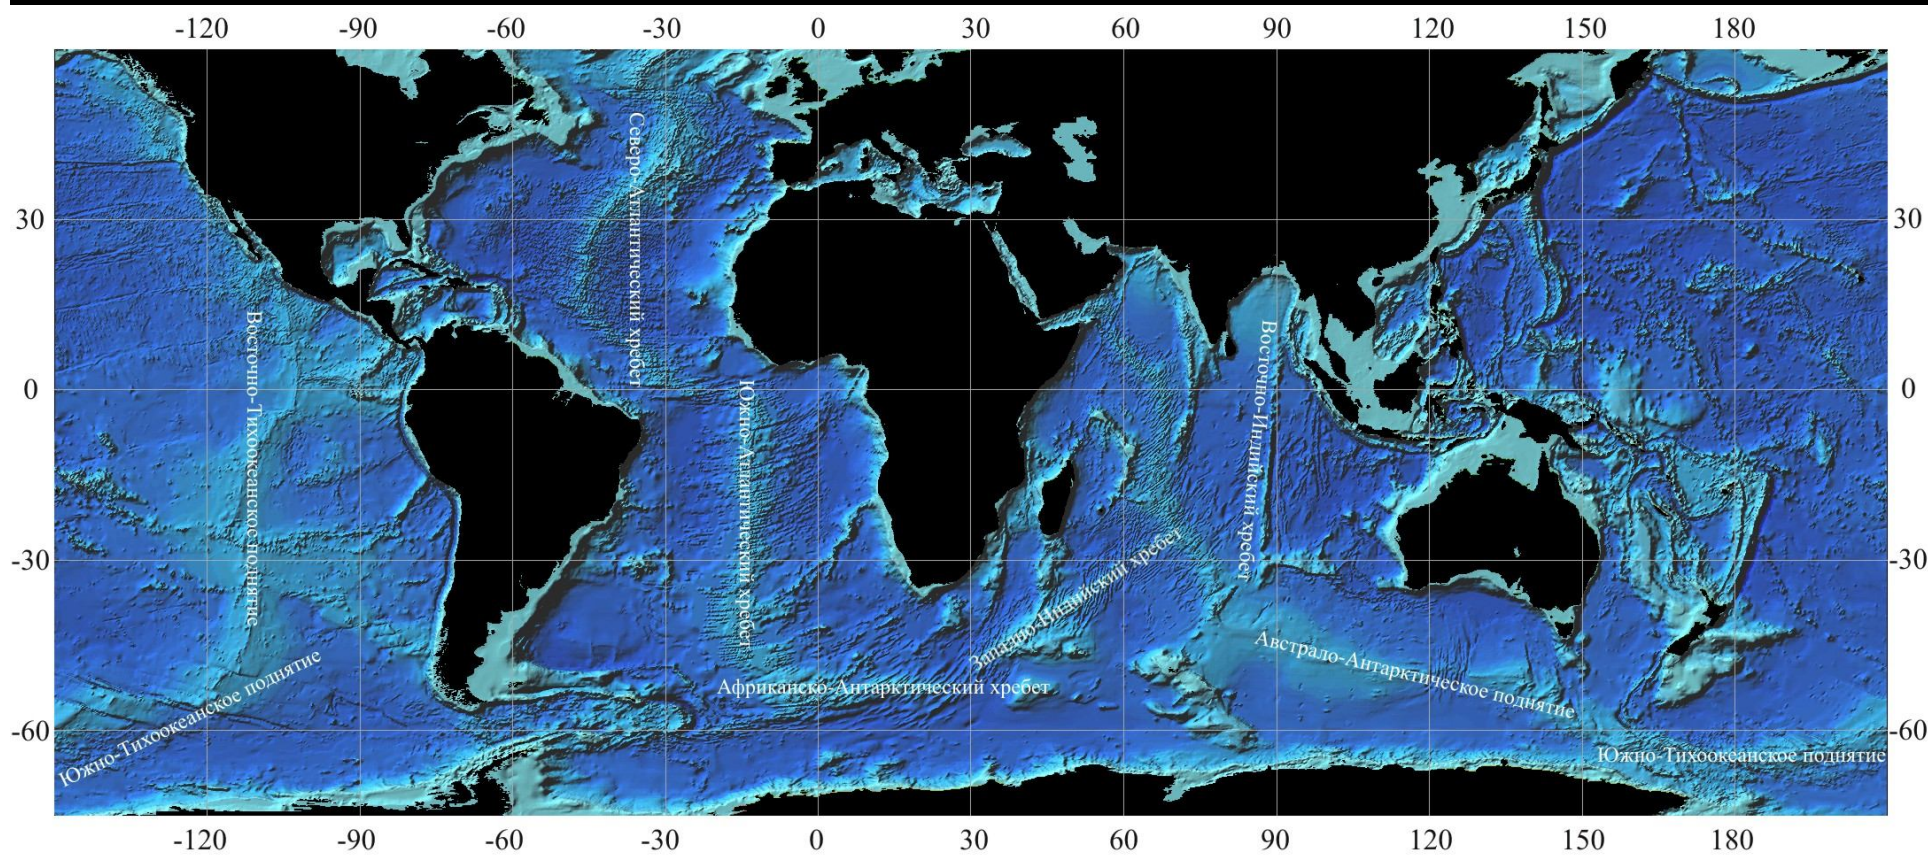 -120 -90 -60 -30 0 30 60 90 120 150 180
30 30
0 0
-30 -30
-60 -60
Северо-Атлантический хребет
Восточно-Тихоокеанское поднятие
Южно-Атлантический хребет
Восточно-Индийский хребет
Западно-Индийский хребет
Африканско-Антарктический хребет
Австрало-Антарктическое поднятие
Южно-Тихоокеанское поднятие
Южно-Тихоокеанское поднятие
-120 -90 -60 -30 0 30 60 90 120 150 180